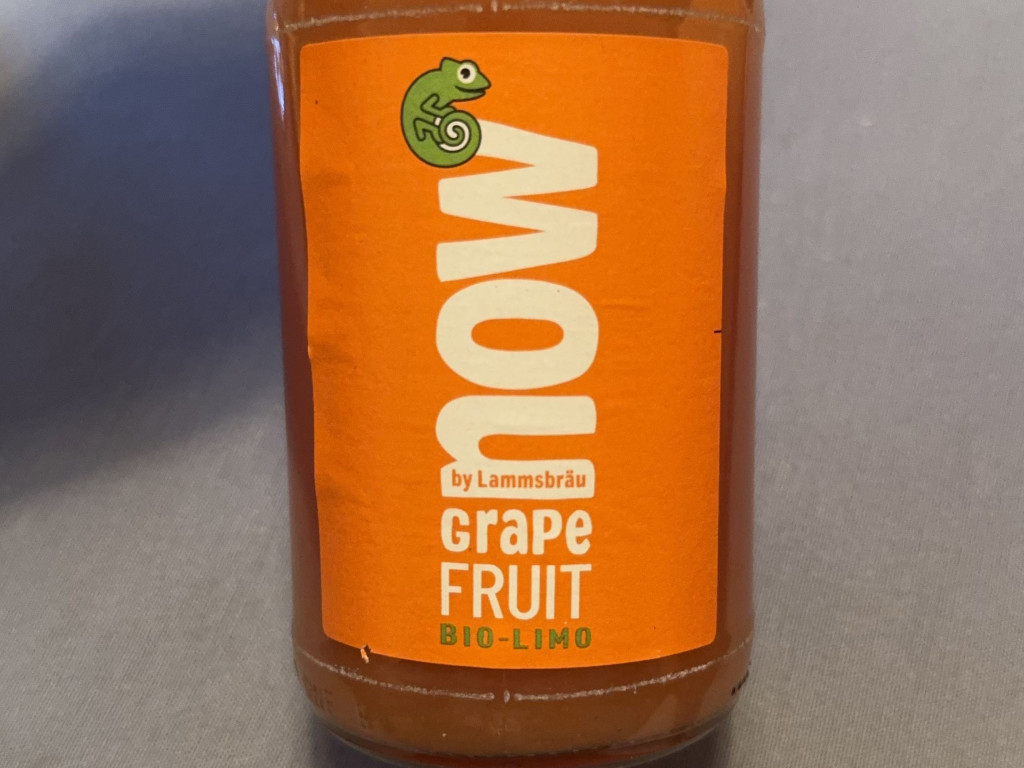 now
by Lammsbräu
Grape
FRUIT
BIO-LIMO